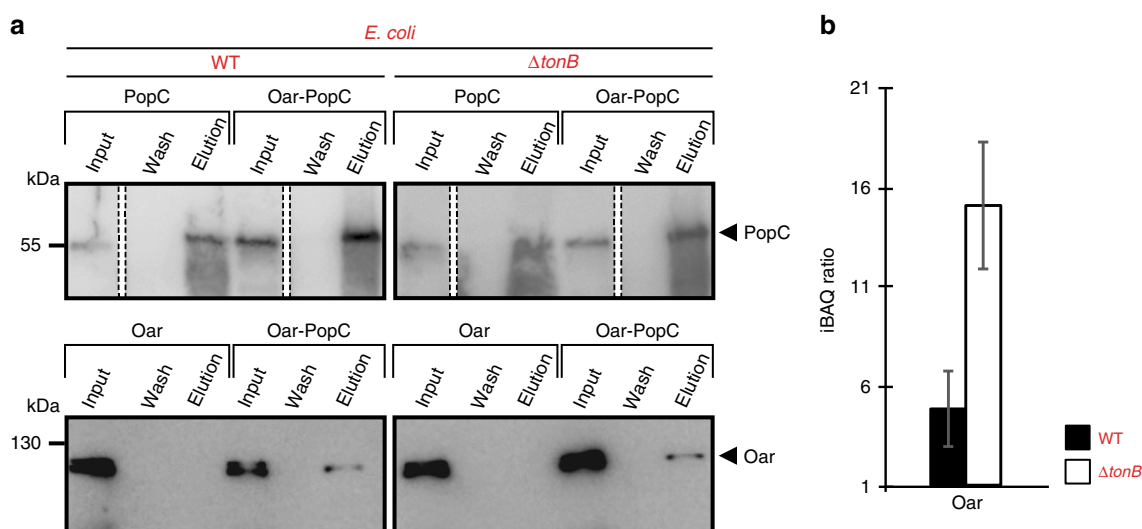 a
E. coli
WT ΔtonB
PopC Oar-PopC PopC Oar-PopC
Input Wash Elution Input Wash Elution Input Wash Elution Input Wash Elution
kDa
55
PopC
Oar Oar-PopC Oar Oar-PopC
Input Wash Elution Input Wash Elution Input Wash Elution Input Wash Elution
kDa
130
Oar
b
iBAQ ratio
21
16
11
6
1
Oar
WT
ΔtonB